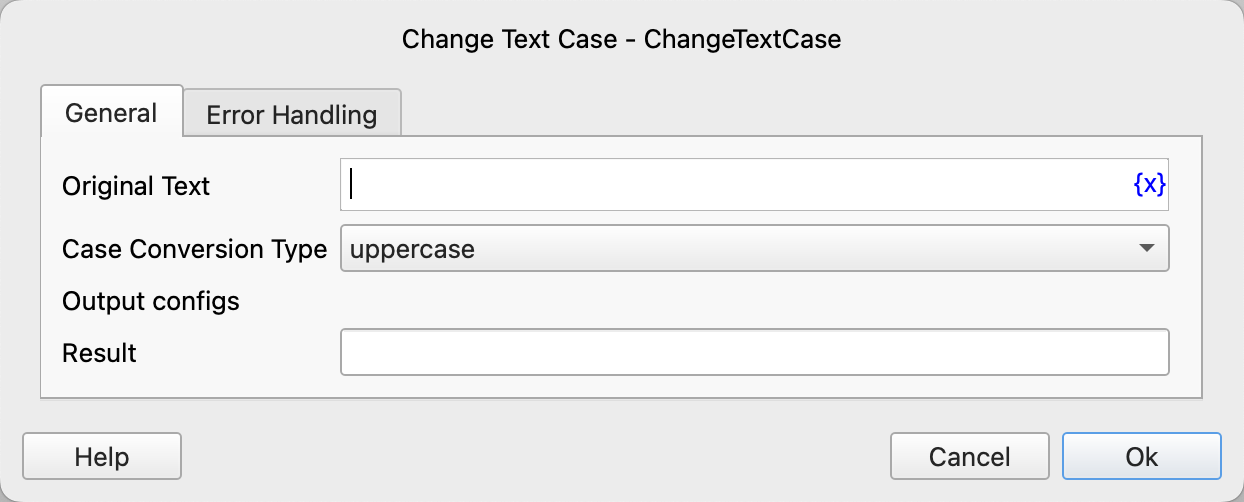 Change Text Case - ChangeTextCase
General Error Handling
Original Text {x}
Case Conversion Type uppercase
Output configs
Result
Help Cancel Ok